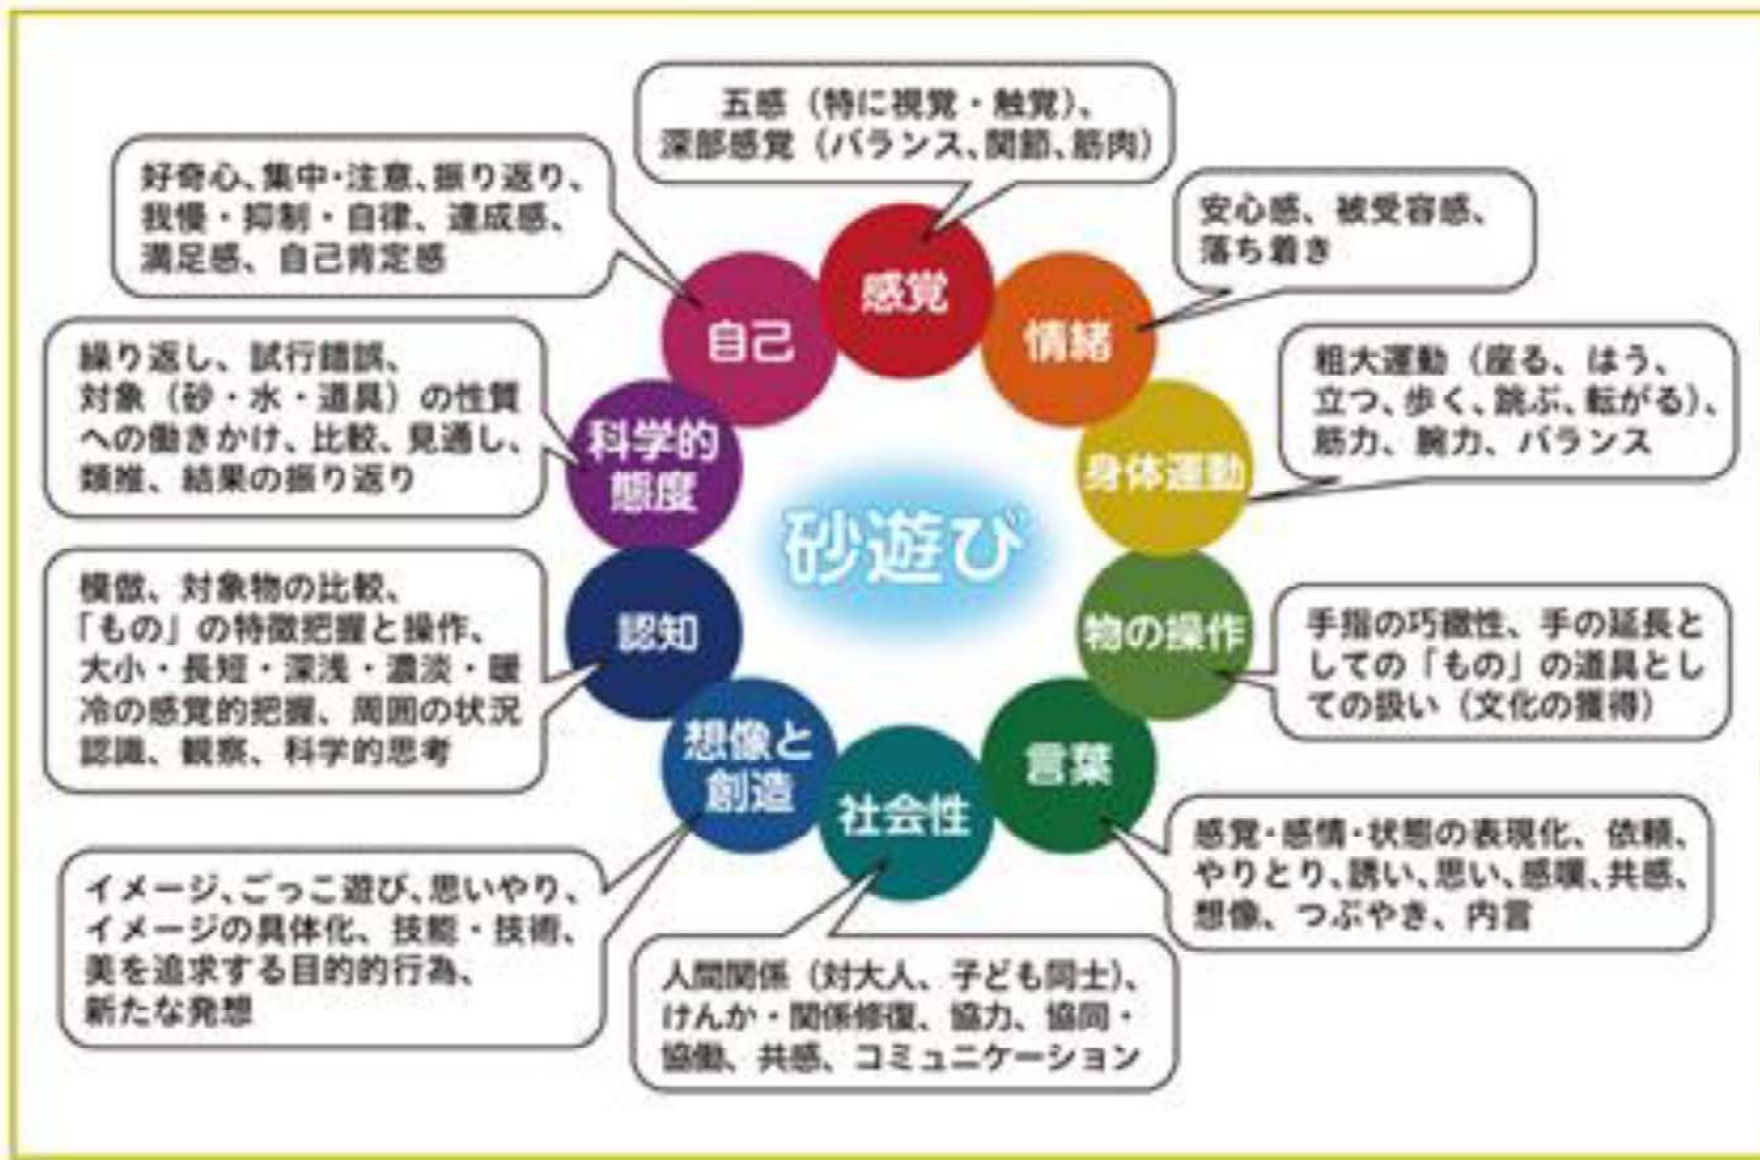 五感（特に視覚・触覚）、
深部感覚（バランス、関節、筋肉）
感覚
安心感、被受容感、
落ち着き
情緒
粗大運動（座る、はう、
立つ、歩く、跳ぶ、転がる）、
筋力、腕力、バランス
身体運動
手指の巧緻性、手の延長と
しての「もの」の道具とし
ての扱い（文化の獲得）
物の操作
感覚・感情・状態の表現化、依頼、
やりとり、誘い、思い、感嘆、共感、
想像、つぶやき、内言
言葉
人間関係（対大人、子ども同士）、
けんか・関係修復、協力、協同・
協働、共感、コミュニケーション
社会性
イメージ、ごっこ遊び、思いやり、
イメージの具体化、技能・技術、
美を追求する目的的行為、
新たな発想
想像と
創造
模倣、対象物の比較、
「もの」の特徴把握と操作、
大小・長短・深浅・濃淡・暖
冷の感覚的把握、周囲の状況
認識、観察、科学的思考
認知
繰り返し、試行錯誤、
対象（砂・水・道具）の性質
への働きかけ、比較、見通し、
類推、結果の振り返り
科学的
態度
好奇心、集中・注意、振り返り、
我慢・抑制・自律、達成感、
満足感、自己肯定感
自己
砂遊び